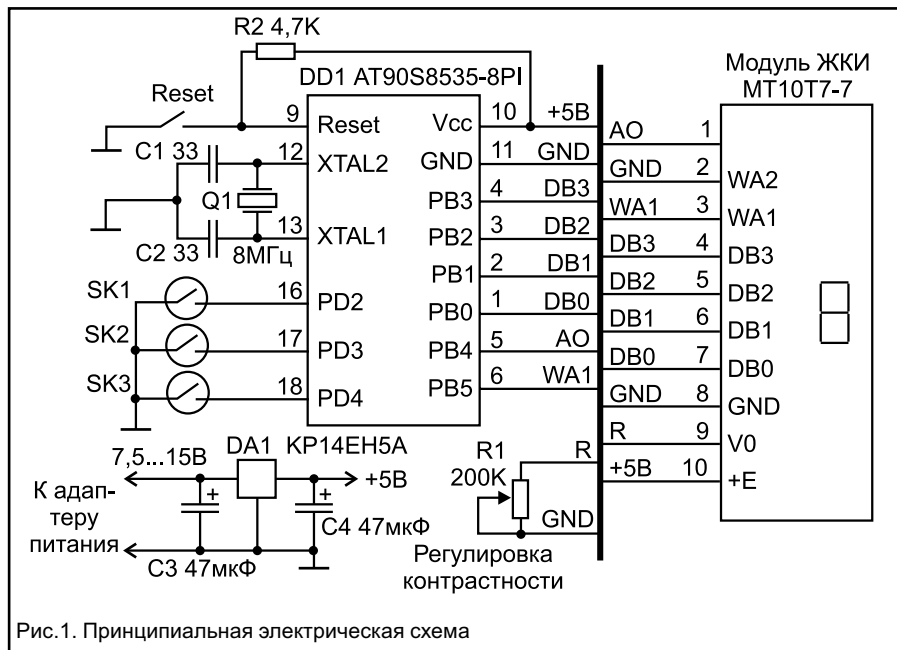 R2 4,7K
DD1 AT90S8535-8PI
Модуль ЖКИ
МТ10Т7-7
Reset
9
Reset
Vcc
10
+5В
АО
1
C1 33
12
XTAL2
GND
11
GND
GND
2
WA2
Q1
PB3
4
DB3
WA1
3
WA1
13
XTAL1
PB2
3
DB2
DB3
4
DB3
C2 33
8МГц
PB1
2
DB1
DB2
5
DB2
SK1
16
PD2
PB0
1
DB0
DB1
6
DB1
SK2
17
PD3
PB4
5
AO
DB0
7
DB0
SK3
18
PD4
PB5
6
WA1
GND
8
GND
7,5...15В
DA1
КР14ЕН5А
R1
200K
R
R
9
V0
+5В
+5В
10
+E
К адап-
теру
питания
C4 47мкФ
GND
C3 47мкФ
Регулировка
контрастности
Рис.1. Принципиальная электрическая схема